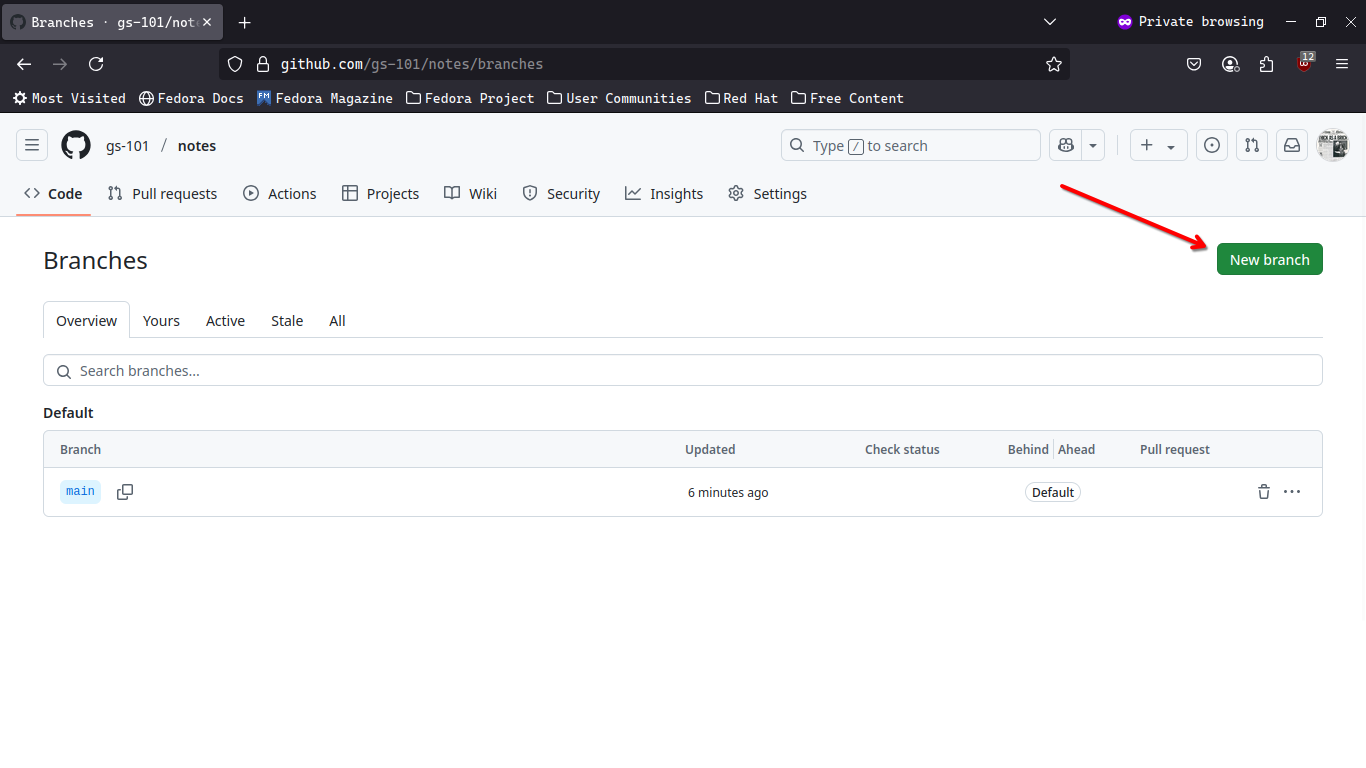 Branches · gs-101/note
Private browsing
github.com/gs-101/notes/branches
12
Most Visited Fedora Docs FM Fedora Magazine Fedora Project User Communities Red Hat Free Content
gs-101 / notes
Type / to search
Code Pull requests Actions Projects Wiki Security Insights Settings
Branches
New branch
Overview Yours Active Stale All
Search branches...
Default
Branch Updated Check status Behind Ahead Pull request
main 6 minutes ago Default